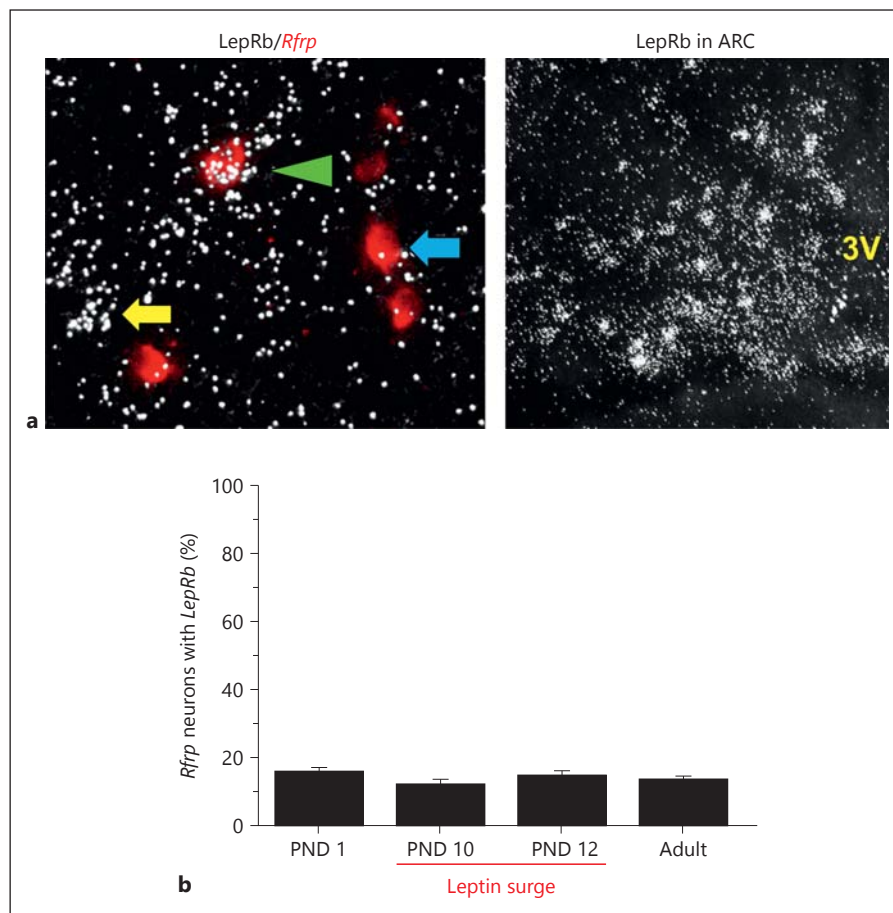 LepRb/Rfrp
LepRb in ARC
3V
a
100
80
60
40
20
0
Rfrp neurons with LepRb (%)
PND 1
PND 10
PND 12
Adult
Leptin surge
b